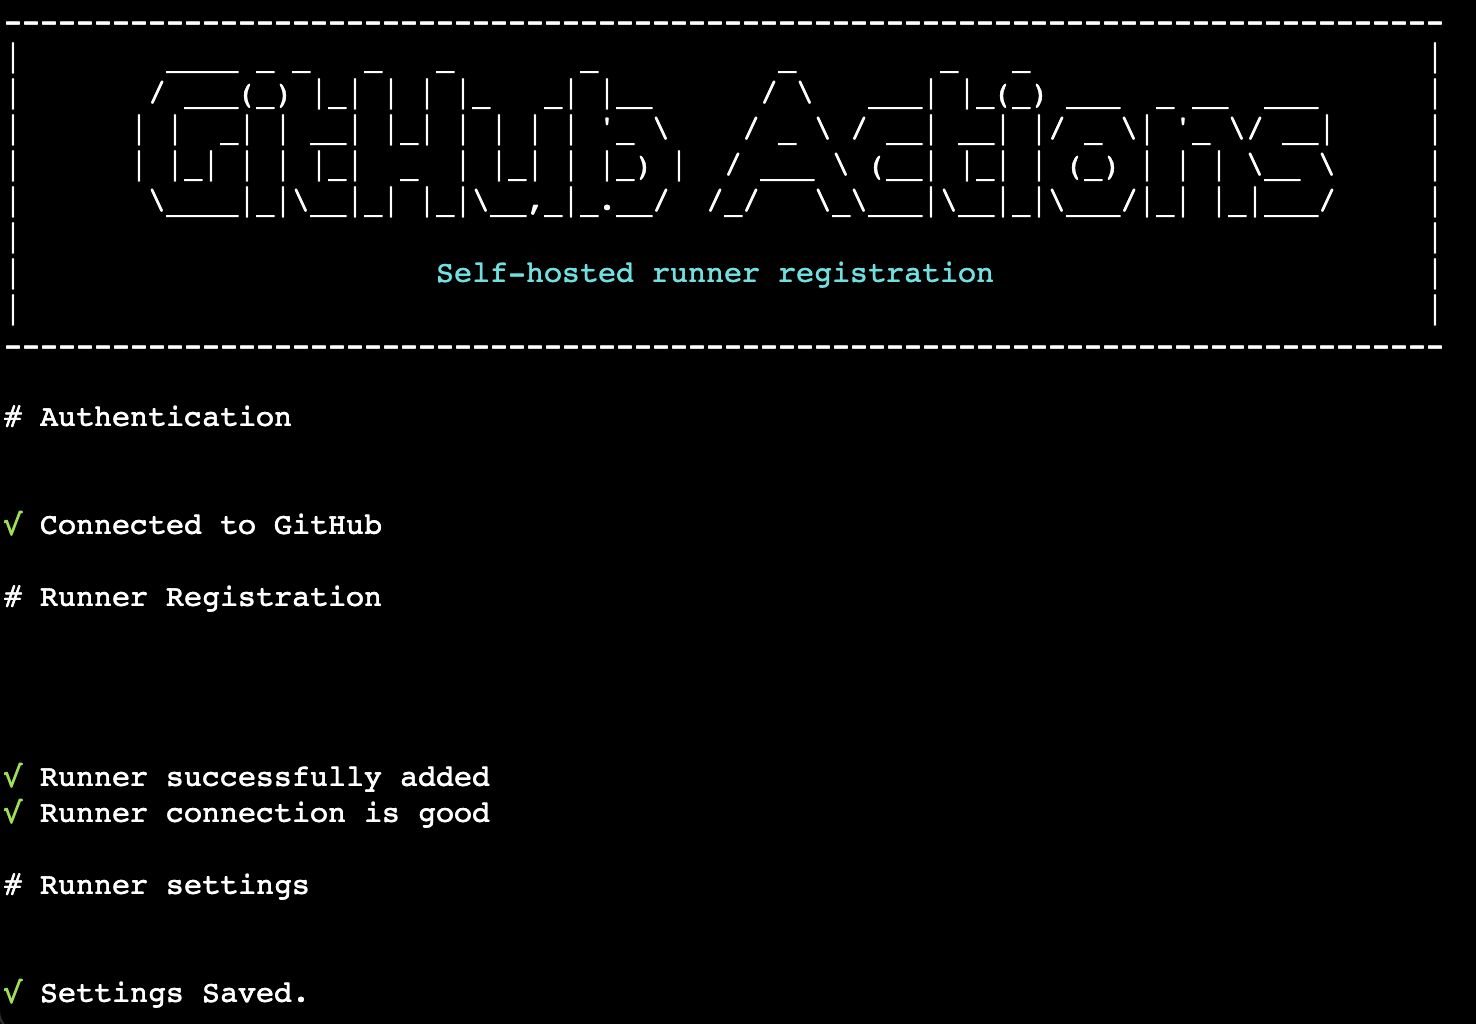 GitHub Actions
Self-hosted runner registration
# Authentication
√ Connected to GitHub
# Runner Registration
√ Runner successfully added
√ Runner connection is good
# Runner settings
√ Settings Saved.